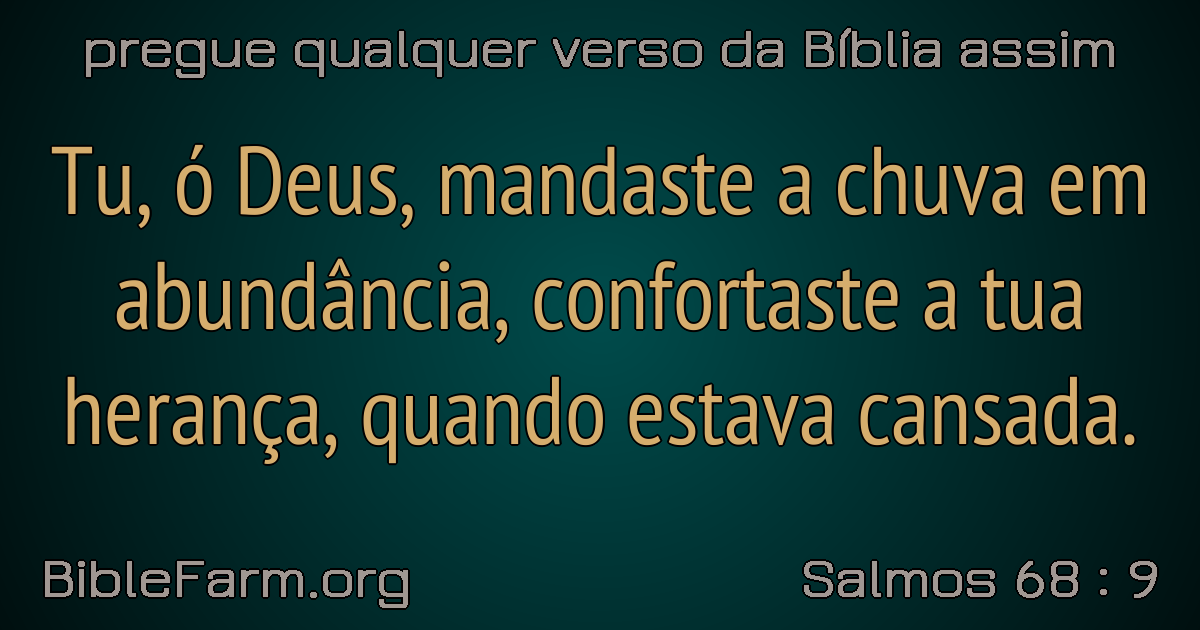 pregue qualquer verso da Bíblia assim
Tu, ó Deus, mandaste a chuva em
abundância, confortaste a tua
herança, quando estava cansada.
BibleFarm.org
Salmos 68 : 9